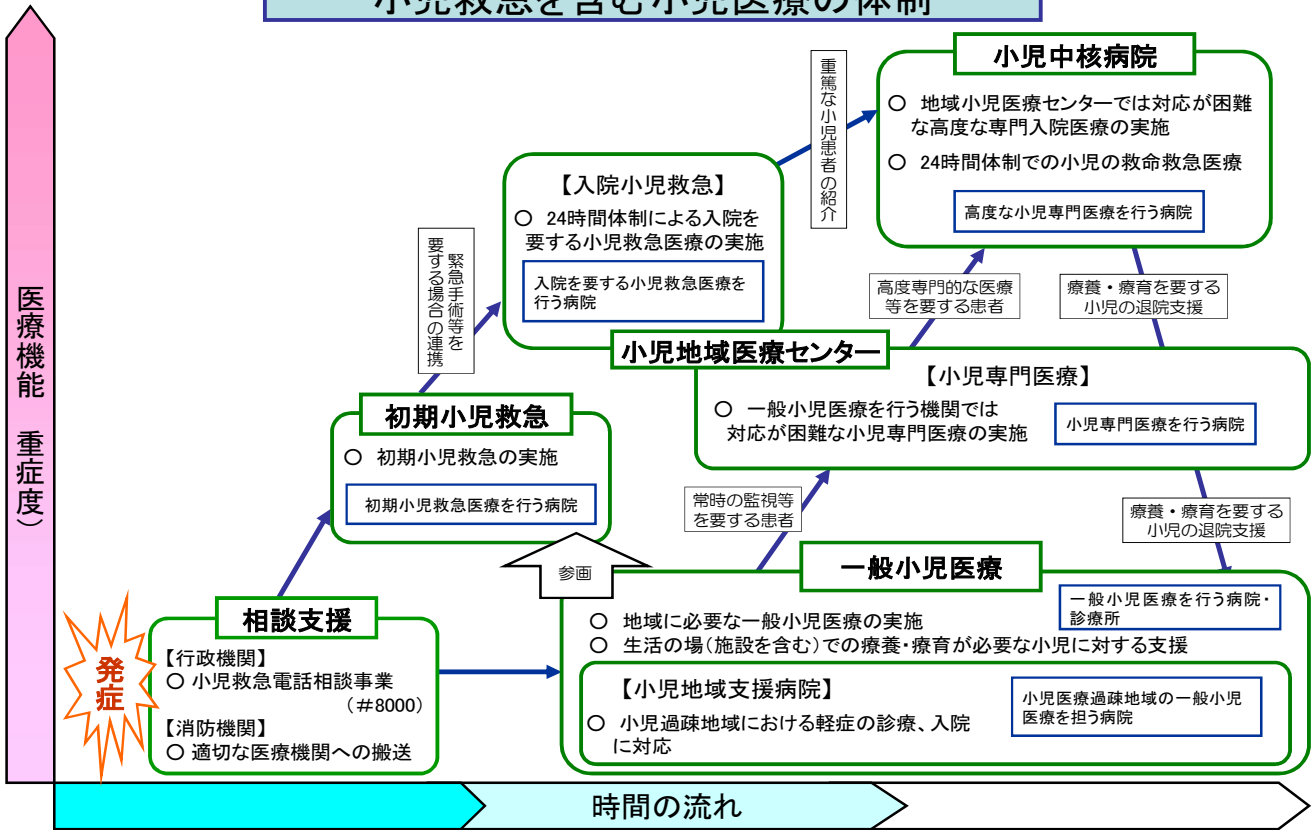 小児救急を含む小児医療の体制
医療機能
重症度）
小児中核病院
○ 地域小児医療センターでは対応が困難
な高度な専門入院医療の実施
○ 24時間体制での小児の救命救急医療
高度な小児専門医療を行う病院
重篤な小児患者の紹介
【入院小児救急】
○ 24時間体制による入院を
要する小児救急医療の実施
入院を要する小児救急医療を
行う病院
緊急手術等を
要する場合の連携
高度専門的な医療
等を要する患者
療養・療育を要する
小児の退院支援
小児地域医療センター
【小児専門医療】
○ 一般小児医療を行う機関では
対応が困難な小児専門医療の実施
小児専門医療を行う病院
初期小児救急
○ 初期小児救急の実施
初期小児救急医療を行う病院
常時の監視等
を要する患者
療養・療育を要する
小児の退院支援
参画
一般小児医療
一般小児医療を行う病院・
診療所
○ 地域に必要な一般小児医療の実施
○ 生活の場（施設を含む）での療養・療育が必要な小児に対する支援
【小児地域支援病院】
○ 小児過疎地域における軽症の診療、入院
に対応
小児医療過疎地域の一般小児
医療を担う病院
発症
相談支援
【行政機関】
○ 小児救急電話相談事業
（＃8000）
【消防機関】
○ 適切な医療機関への搬送
時間の流れ